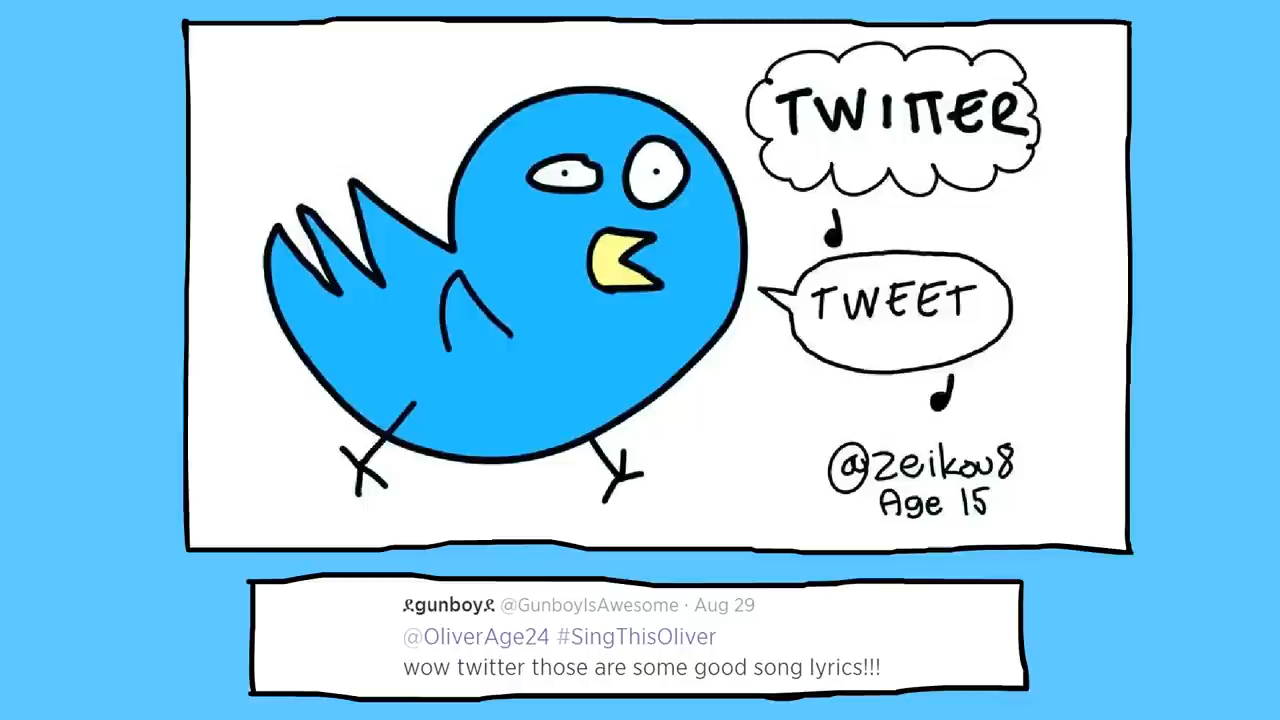 TWITTER
TWEET
@zeikou8
Age 15
gunboy @GunboyIsAwesome · Aug 29
@OliverAge24 #SingThisOliver
wow twitter those are some good song lyrics!!!